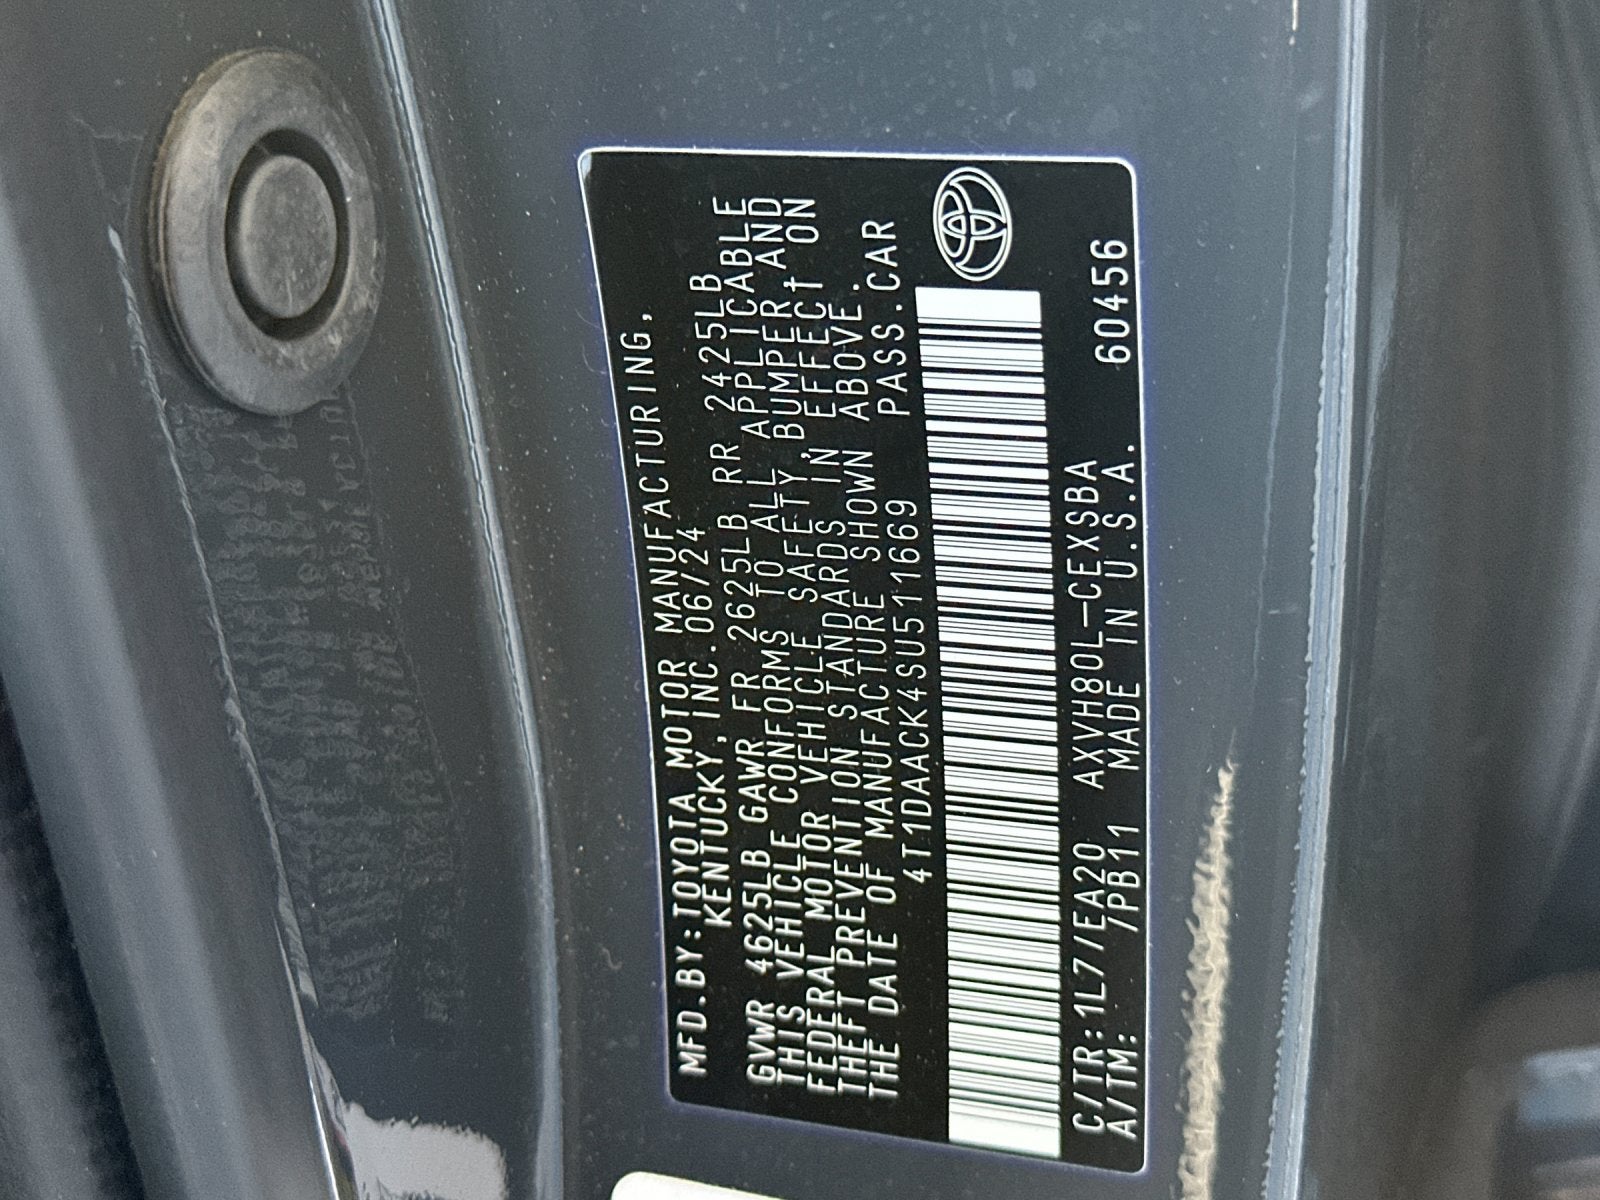 MFD.BY:TOYOTA MOTOR MANUFACTURING,
KENTUCKY,INC.06/24
GVWR 4625LB GAWR FR 2625LB RR 2425LB
THIS VEHICLE CONFORMS TO ALL APPLICABLE
FEDERAL MOTOR VEHICLE SAFETY,BUMPER,AND
THEFT PREVENTION STANDARDS IN EFFECT ON
THE DATE OF MANUFACTURE SHOWN ABOVE.
4T1DAACK4SU511669 PASS.CAR
C/TR:1L7/EA20 AXVH80L-CEXSBA 60456
A/TM: /PB11 MADE IN U.S.A.